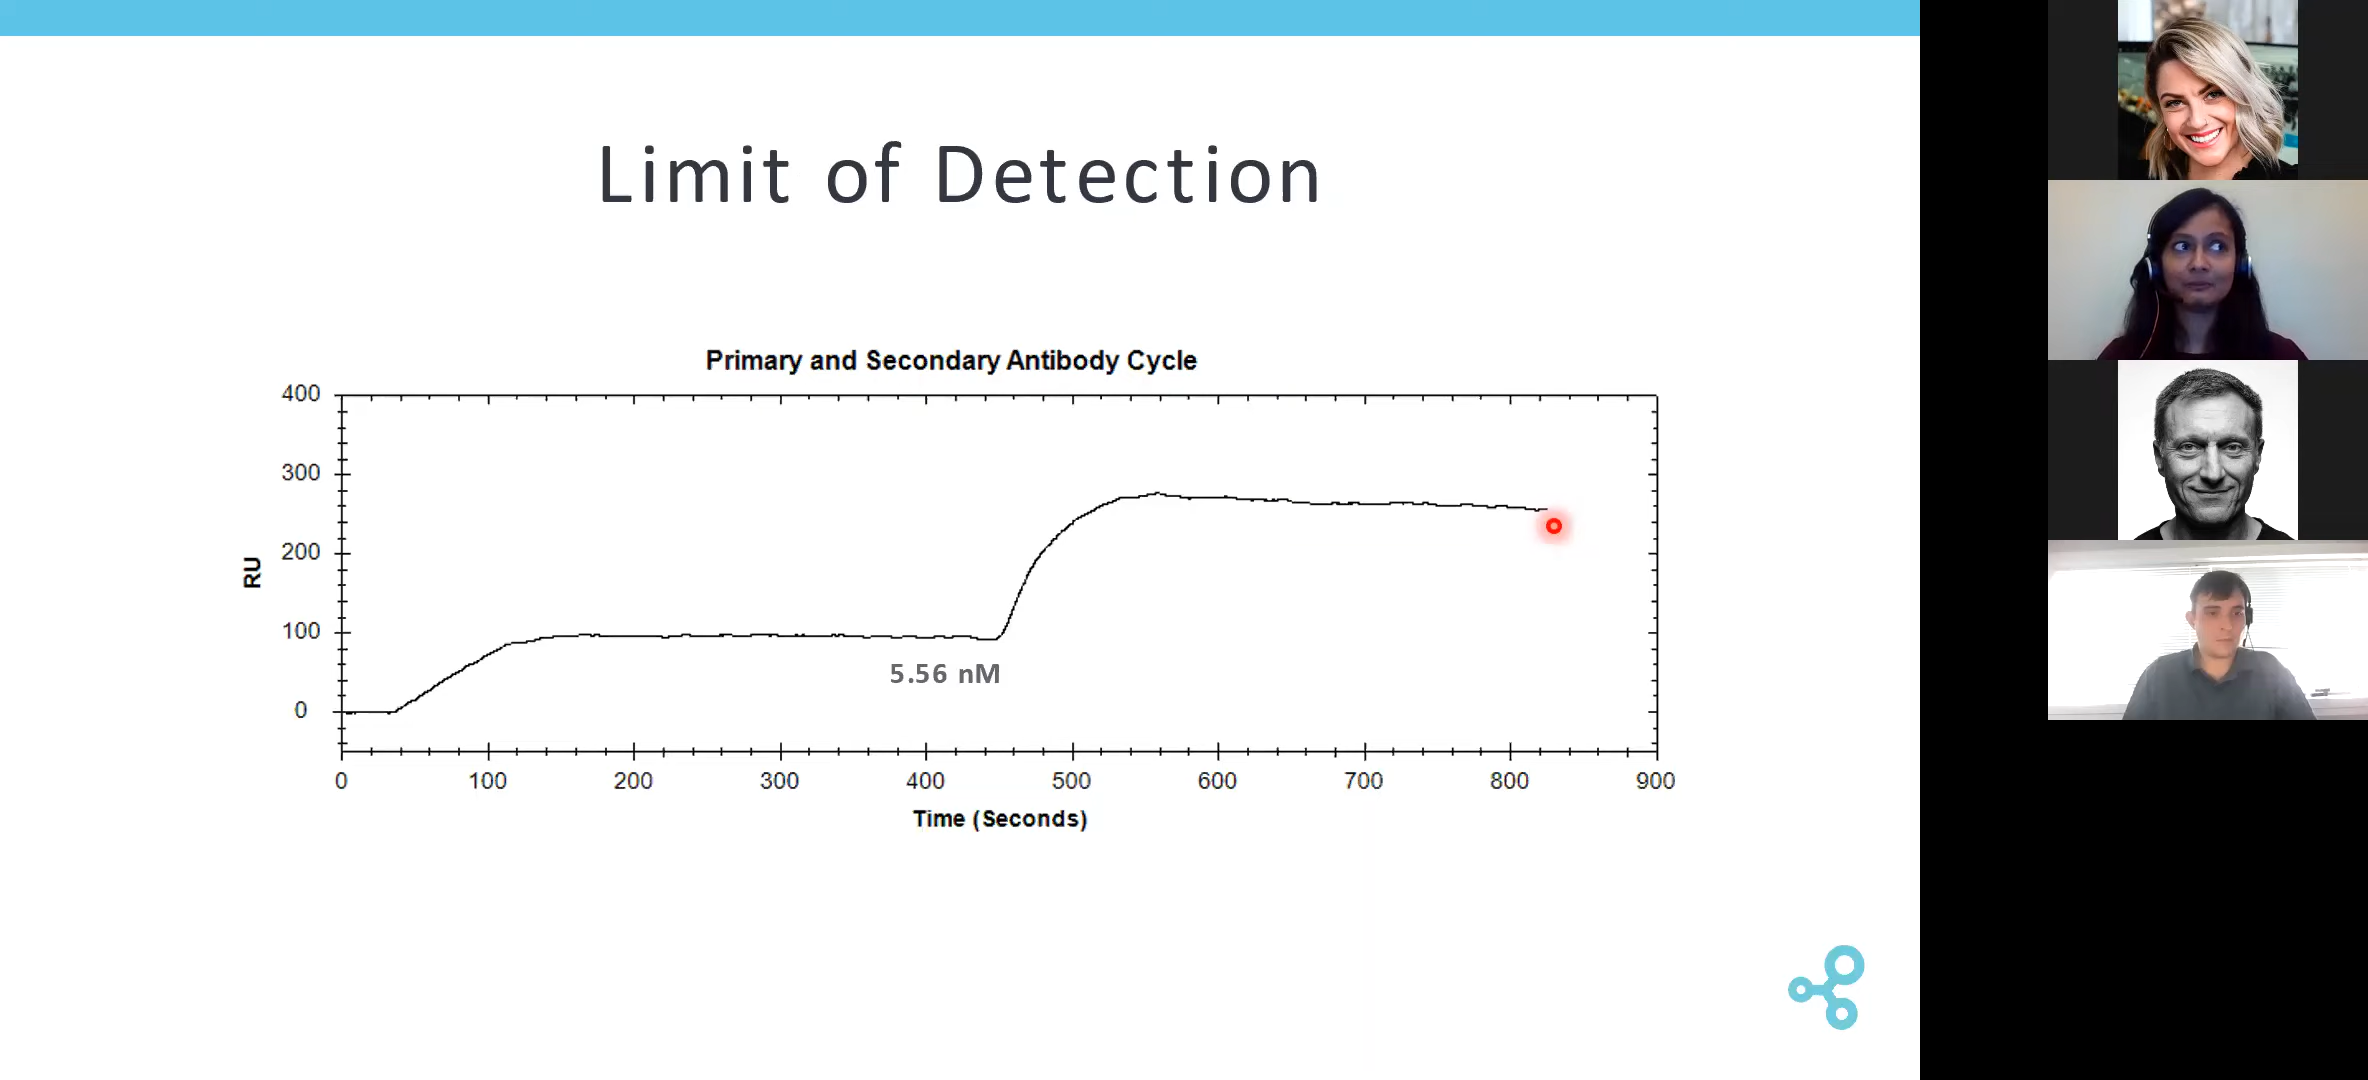 Limit of Detection
Primary and Secondary Antibody Cycle
400
300
200
100
0
RU
5.56 nM
0 100 200 300 400 500 600 700 800 900
Time (Seconds)